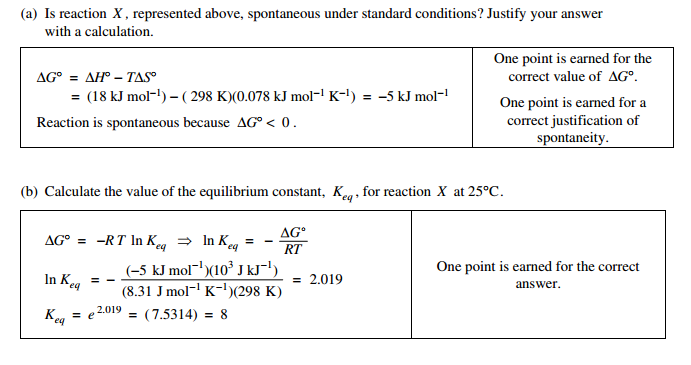 (a) Is reaction X, represented above, spontaneous under standard conditions? Justify your answer
with a calculation.
ΔG° = ΔH° – TΔS°
= (18 kJ mol⁻¹) – ( 298 K)(0.078 kJ mol⁻¹ K⁻¹) = –5 kJ mol⁻¹
Reaction is spontaneous because ΔG° < 0 .
One point is earned for the
correct value of ΔG°.
One point is earned for a
correct justification of
spontaneity.
(b) Calculate the value of the equilibrium constant, K_eq , for reaction X at 25°C.
ΔG° = –RT ln K_eq ⇒ ln K_eq = – ΔG°/RT
ln K_eq = – (–5 kJ mol⁻¹)(10³ J kJ⁻¹)/(8.31 J mol⁻¹ K⁻¹)(298 K) = 2.019
K_eq = e^2.019 = (7.5314) = 8
One point is earned for the correct
answer.